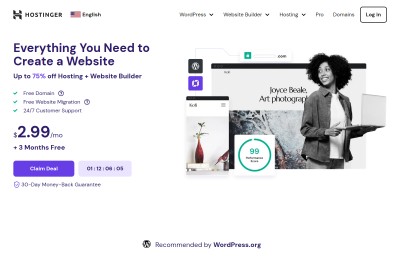 HOSTINGER
English
WordPress
Website Builder
Hosting
Pro
Domains
Log in
Everything You Need to
Create a Website
Up to 75% off Hosting + Website Builder
Free Domain
Free Website Migration
24/7 Customer Support
$2.99/mo
+ 3 Months Free
Claim Deal
01 : 12 : 06 : 05
30-Day Money-Back Guarantee
.com
Joyce Beale,
Art photograph
99
Performance
Score
Recommended by WordPress.org